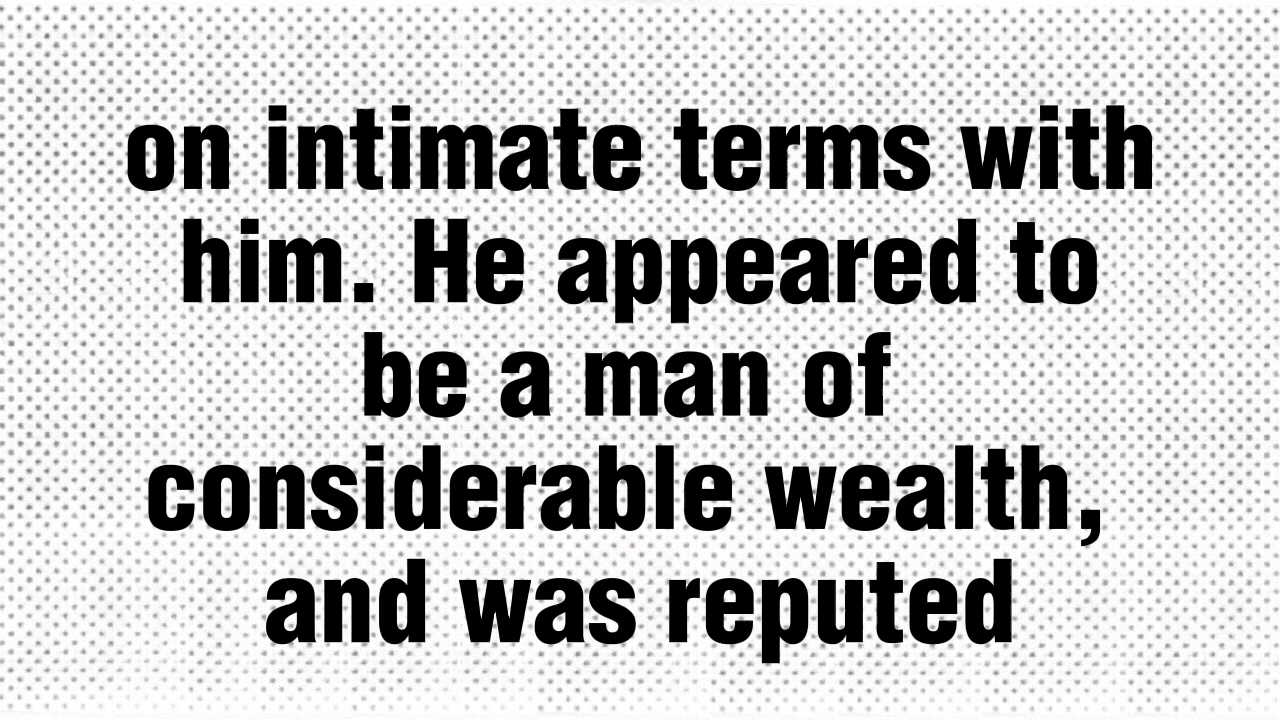 on intimate terms with
him. He appeared to
be a man of
considerable wealth,
and was reputed